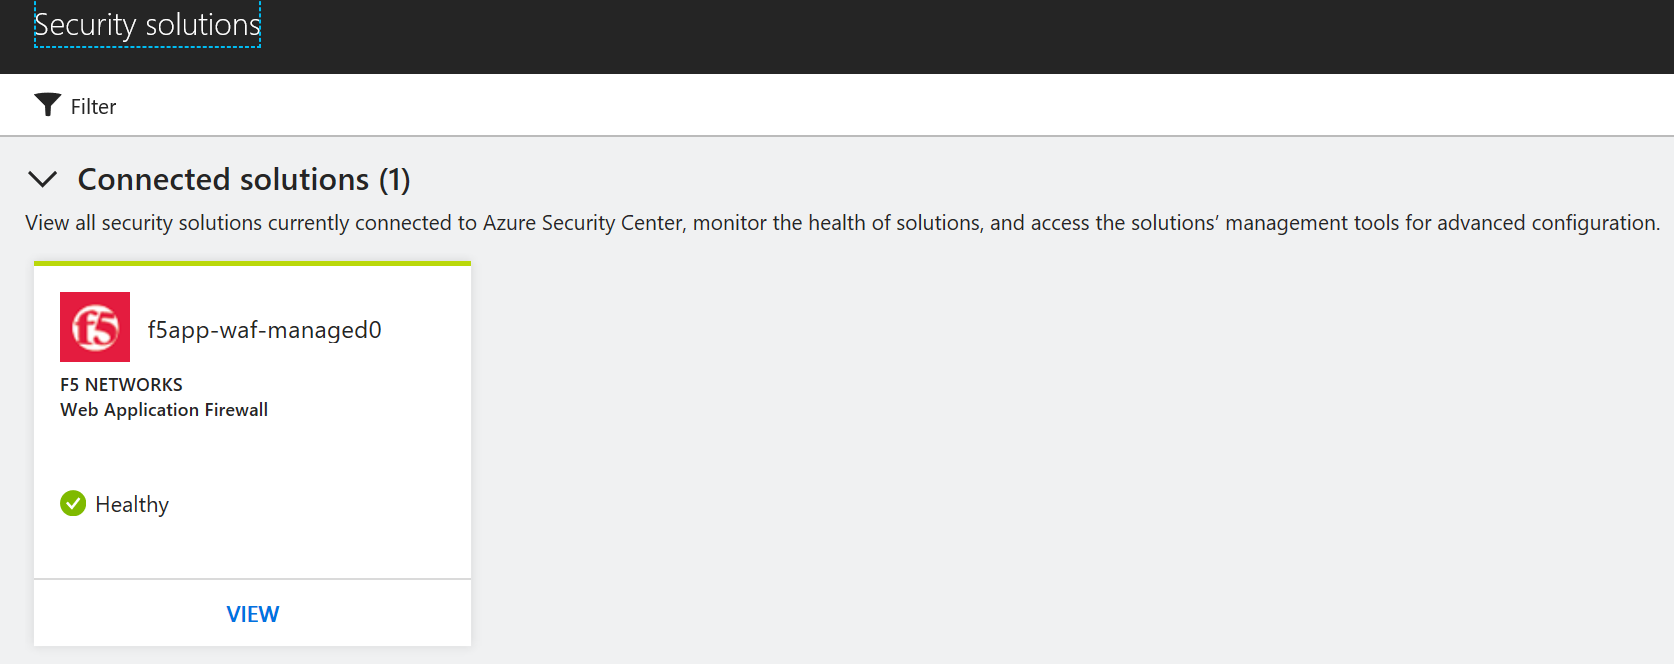 Security solutions
Filter
Connected solutions (1)
View all security solutions currently connected to Azure Security Center, monitor the health of solutions, and access the solutions’ management tools for advanced configuration.
f5
f5app-waf-managed0
F5 NETWORKS
Web Application Firewall
Healthy
VIEW